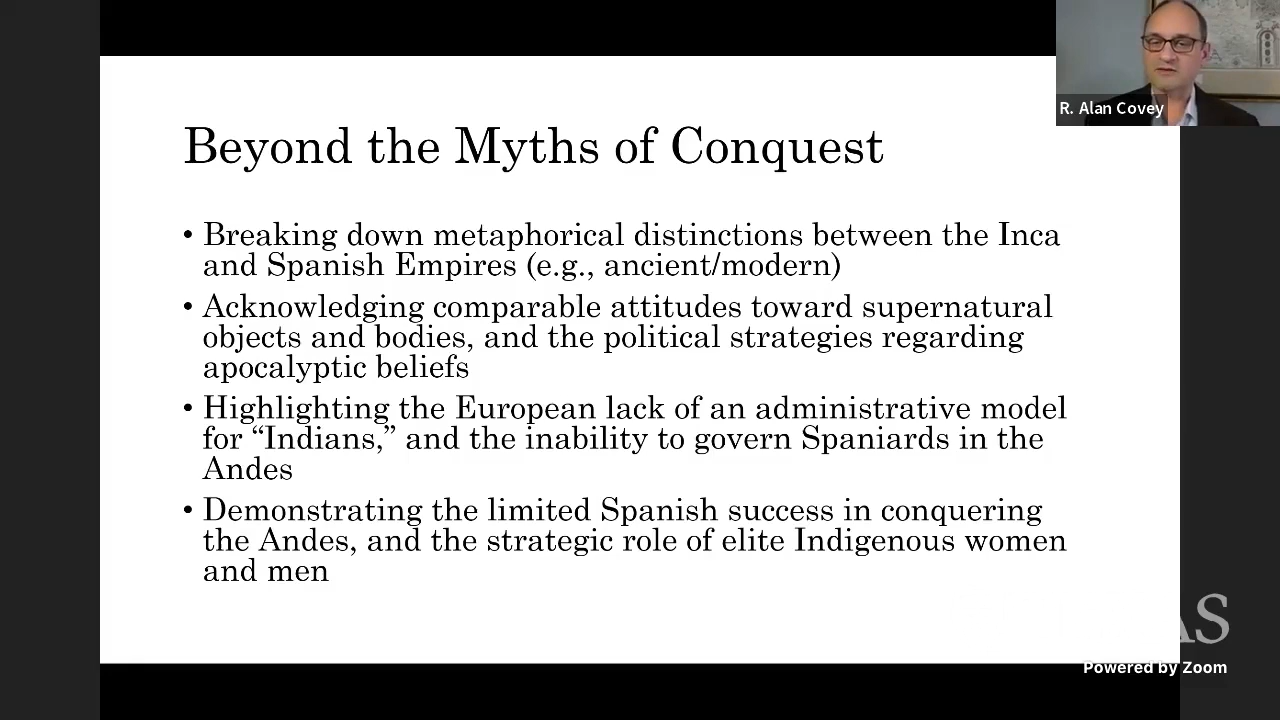 R. Alan Covey
Beyond the Myths of Conquest
• Breaking down metaphorical distinctions between the Inca
and Spanish Empires (e.g., ancient/modern)
• Acknowledging comparable attitudes toward supernatural
objects and bodies, and the political strategies regarding
apocalyptic beliefs
• Highlighting the European lack of an administrative model
for “Indians,” and the inability to govern Spaniards in the
Andes
• Demonstrating the limited Spanish success in conquering
the Andes, and the strategic role of elite Indigenous women
and men
Powered by Zoom